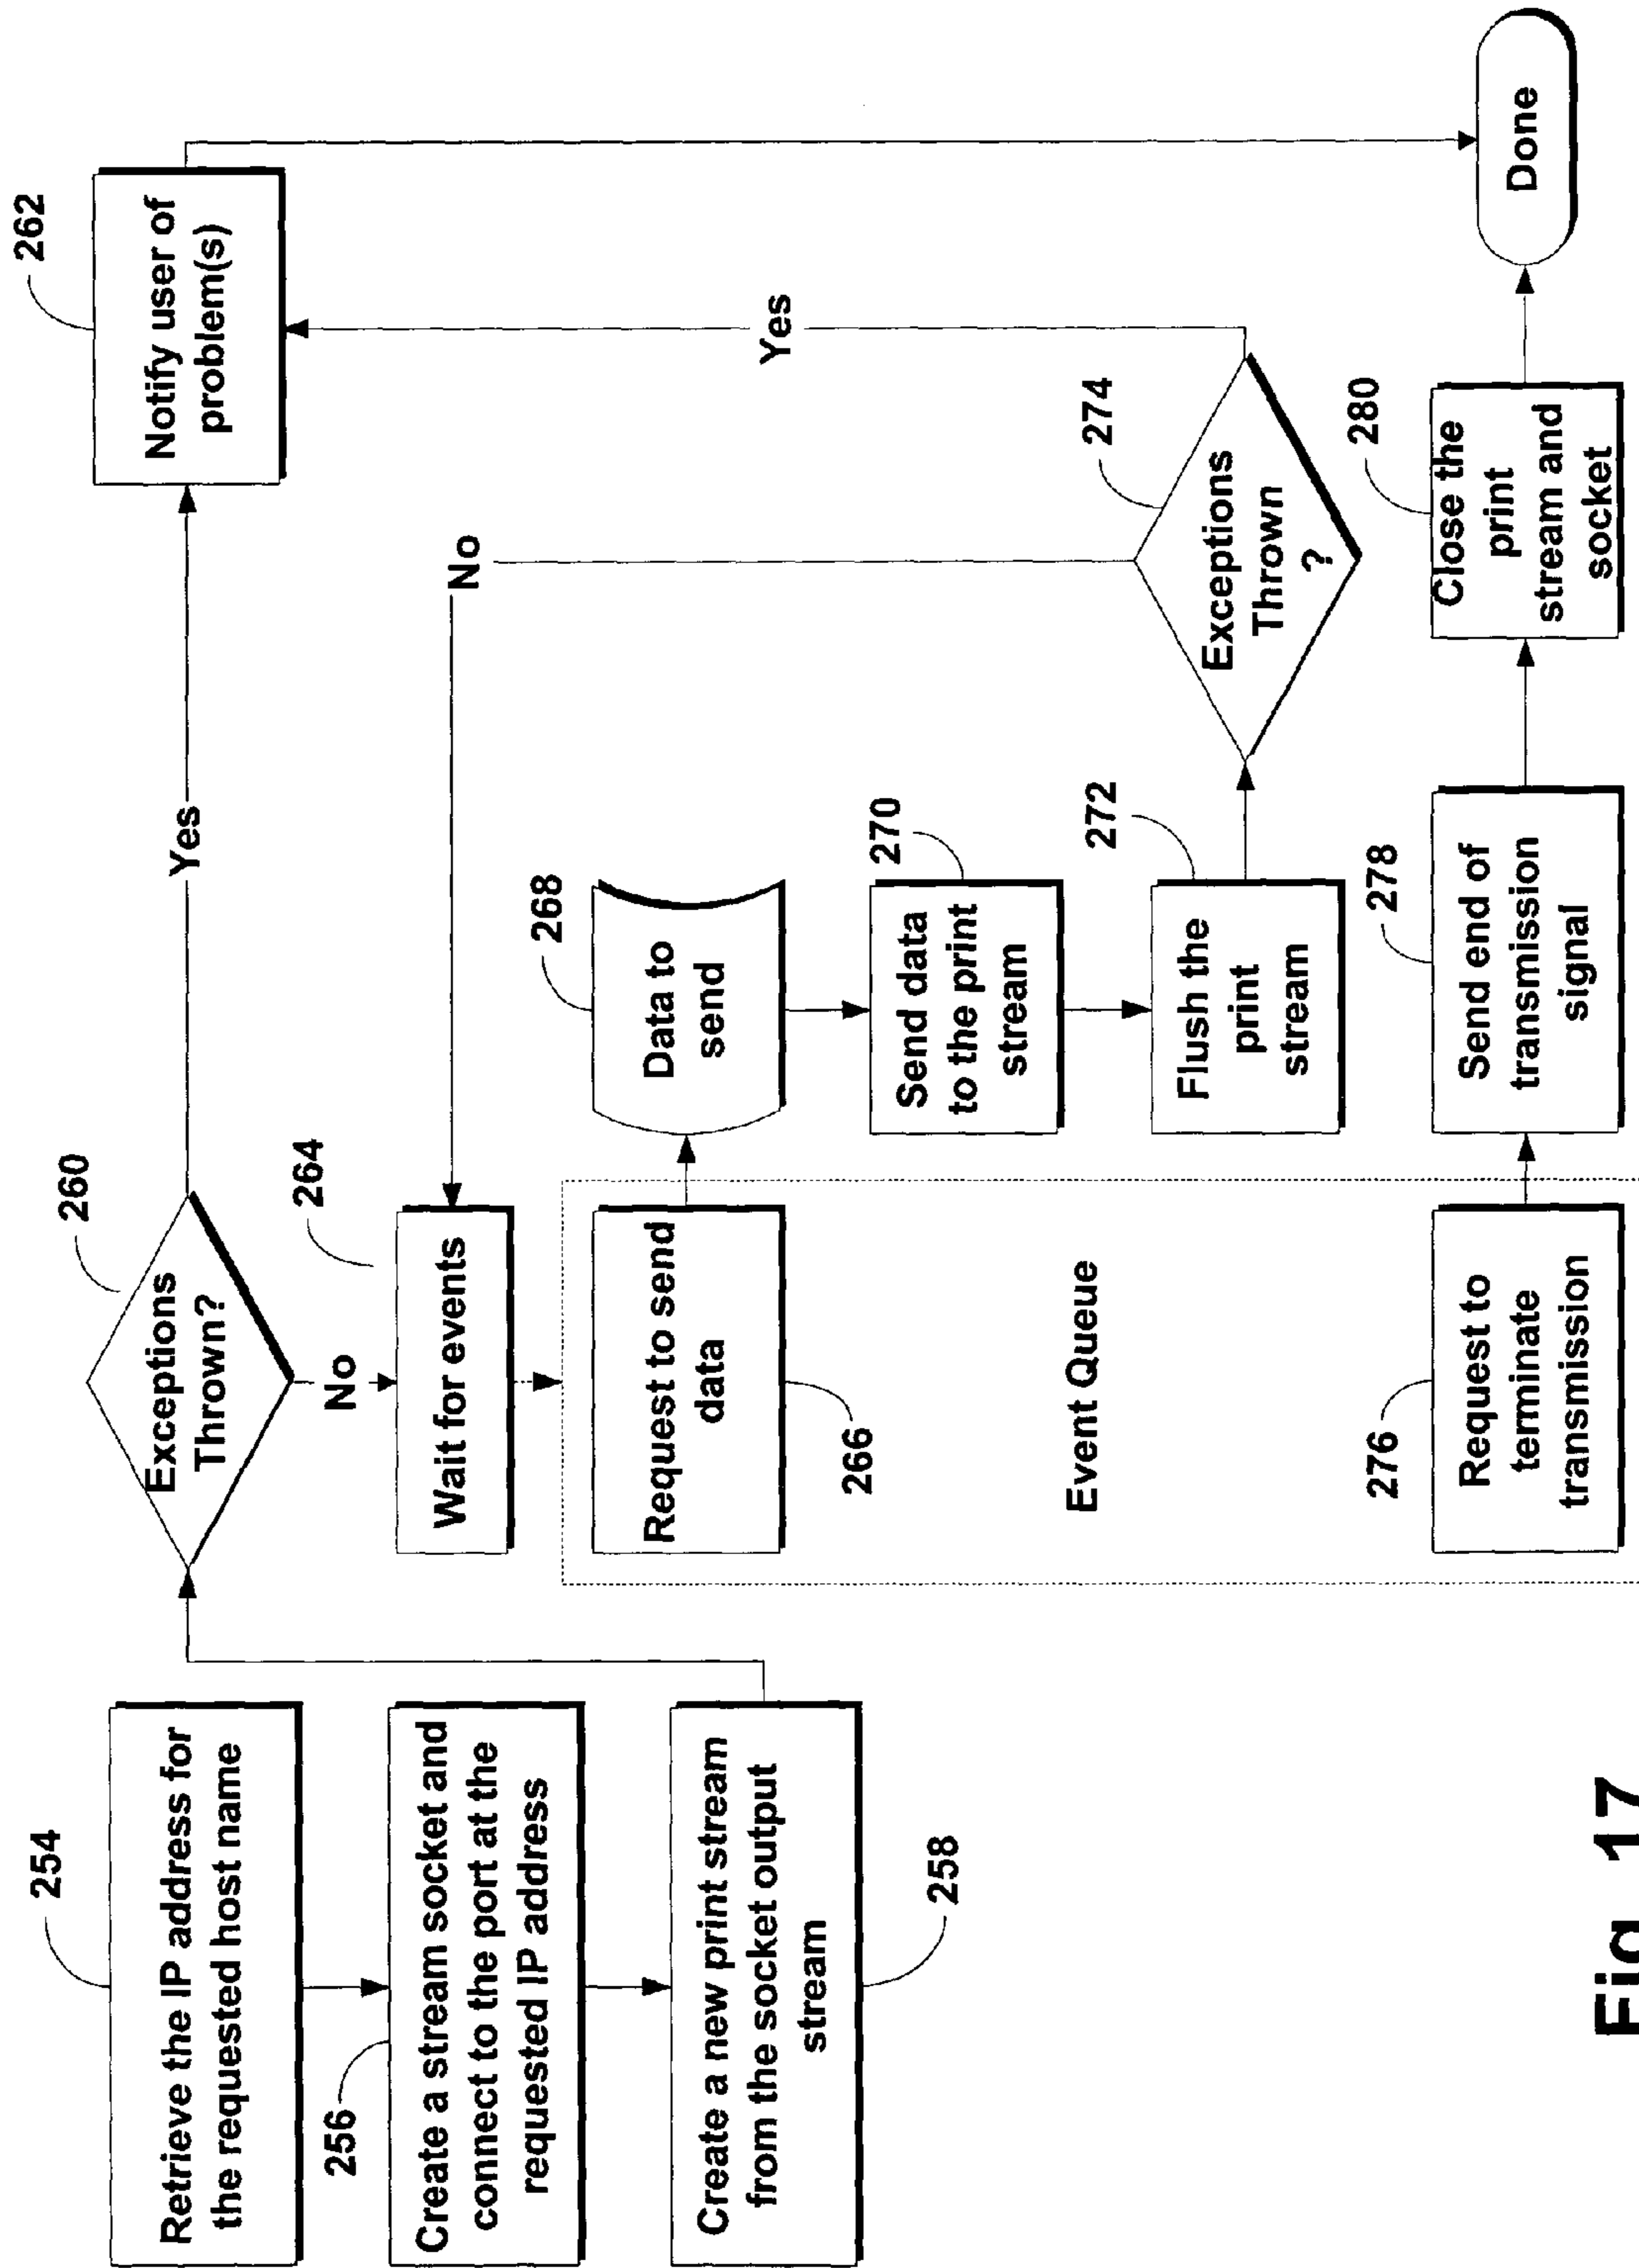 254
Retrieve the IP address for
the requested host name
256
Create a stream socket and
connect to the port at the
requested IP address
Create a new print stream
from the socket output
stream
258
260
Exceptions
Thrown?
Yes
No
262
Notify user of
problem(s)
264
Wait for events
No
Request to send
data
266
268
Data to
send
270
Send data
to the print
stream
272
Flush the
print
stream
274
Exceptions
Thrown
?
Yes
Event Queue
276
Request to
terminate
transmission
278
Send end of
transmission
signal
280
Close the
print
stream and
socket
Done
Fig. 17